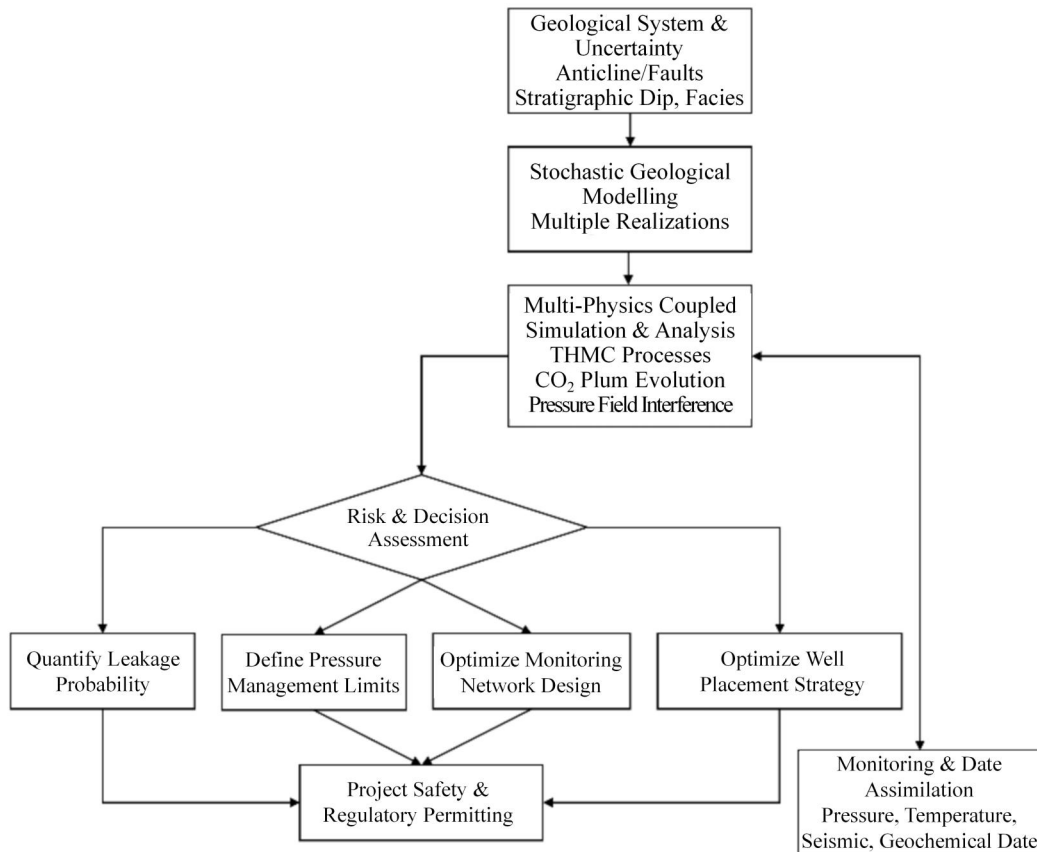 Geological System &
Uncertainty
Anticline/Faults
Stratigraphic Dip, Facies
Stochastic Geological
Modelling
Multiple Realizations
Multi-Physics Coupled
Simulation & Analysis
THMC Processes
CO₂ Plum Evolution
Pressure Field Interference
Risk & Decision
Assessment
Quantify Leakage
Probability
Define Pressure
Management Limits
Optimize Monitoring
Network Design
Optimize Well
Placement Strategy
Project Safety &
Regulatory Permitting
Monitoring & Date
Assimilation
Pressure, Temperature,
Seismic, Geochemical Date